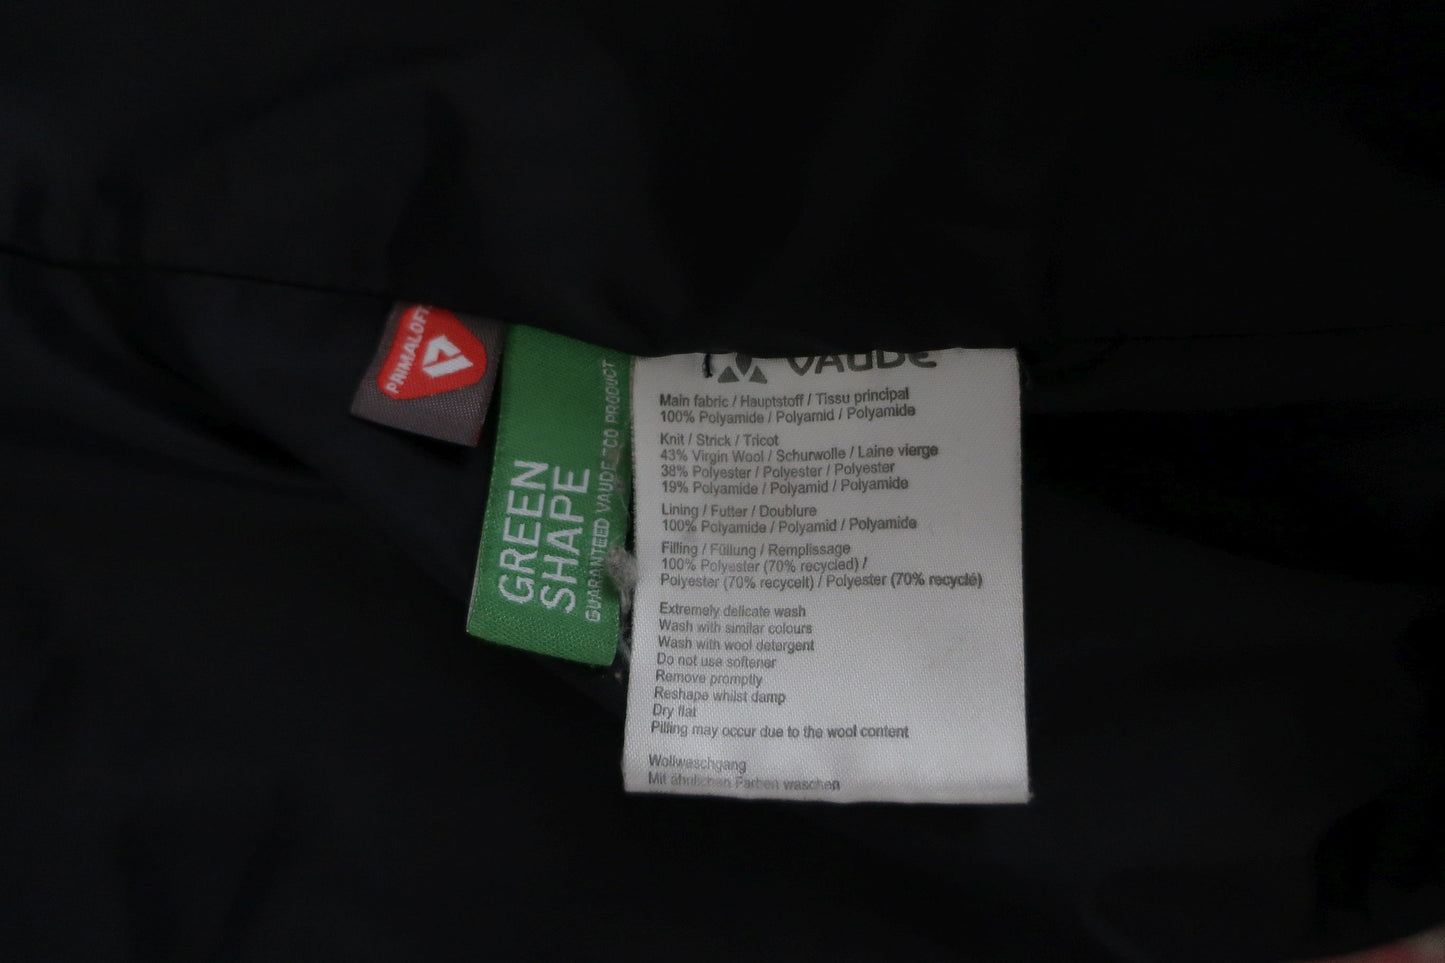 PRIMALOFT
GREEN
SHAPE
GUARANTEED VAUDE ECO PRODUCT
VAUDE
Main fabric / Hauptstoff / Tissu principal
100% Polyamide / Polyamid / Polyamide
Knit / Strick / Tricot
43% Virgin Wool / Schurwolle / Laine vierge
38% Polyester / Polyester / Polyester
19% Polyamide / Polyamid / Polyamide
Lining / Futter / Doublure
100% Polyamide / Polyamid / Polyamide
Filling / Füllung / Remplissage
100% Polyester (70% recycled) /
Polyester (70% recycelt) / Polyester (70% recyclé)
Extremely delicate wash
Wash with similar colours
Wash with wool detergent
Do not use softener
Remove promptly
Reshape whilst damp
Dry flat
Pilling may occur due to the wool content
Wollwaschgang
Mit ähnlichen Farben waschen